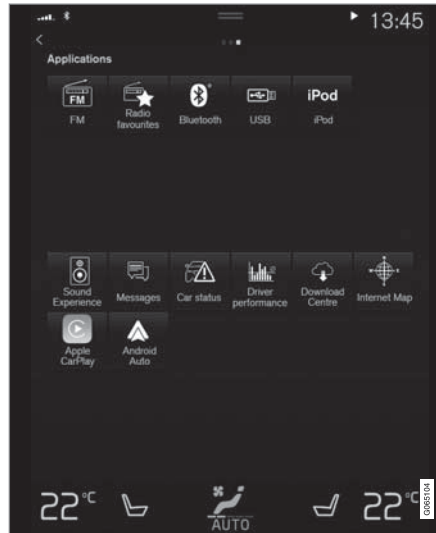 13:45
Applications
FM
FM
Radio
favourites
Bluetooth
USB
iPod
iPod
Sound
Experience
Messages
Car status
Driver
performance
Download
Centre
Internet Map
Apple
CarPlay
Android
Auto
22°C
AUTO
22°C
G065104